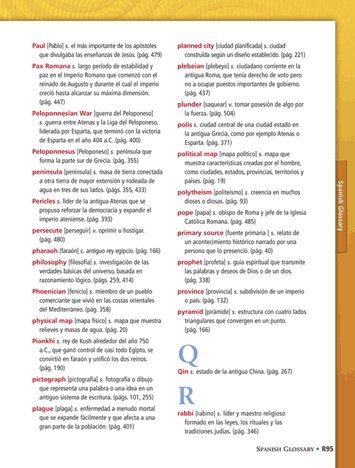 Paul [Pablo] s. el más importante de los apóstoles
que divulgaba las enseñanzas de Jesús. (pág. 479)
Pax Romana s. largo período de estabilidad y
paz en el Imperio Romano que comenzó con el
reinado de Augusto y durante el cual el imperio
creció hasta alcanzar su máxima dimensión.
(pág. 447)
Peloponnesian War [guerra del Peloponeso]
s. guerra entre Atenas y la Liga del Peloponeso,
liderada por Esparta, que terminó con la victoria
de Esparta en el año 404 a.C. (pág. 400)
Peloponnesus [Peloponeso] s. península que
forma la parte sur de Grecia. (pág. 355)
peninsula [península] s. masa de tierra conectada
a otra tierra de mayor extensión y rodeada de
agua en tres de sus lados. (págs. 355, 433)
Pericles s. líder de la antigua Atenas que se
propuso reforzar la democracia y expandir el
imperio ateniense. (pág. 393)
persecute [perseguir] v. oprimir u hostigar.
(pág. 480)
pharaoh [faraón] s. antiguo rey egipcio. (pág. 166)
philosophy [filosofía] s. investigación de las
verdades básicas del universo, basada en
razonamiento lógico. (págs. 259, 414)
Phoenician [fenicio] s. miembro de un pueblo
comerciante que vivió en las costas orientales
del Mediterráneo. (pág. 358)
physical map [mapa físico] s. mapa que muestra
relieves y masas de agua. (pág. 20)
Piankhi s. rey de Kush alrededor del año 750
a.C., que ganó control de casi todo Egipto, se
convirtió en faraón y unificó los dos reinos.
(pág. 190)
pictograph [pictografía] s. fotografía o dibujo
que representa una palabra o una idea en un
antiguo sistema de escritura. (págs. 101, 255)
plague [plaga] s. enfermedad a menudo mortal
que se expande fácilmente y que afecta a una
gran parte de la población. (pág. 401)
planned city [ciudad planificada] s. ciudad
construida según un diseño establecido. (pág. 221)
plebeian [plebeyo] s. ciudadano corriente en la
antigua Roma, que tenía derecho de voto pero
no a ocupar puestos importantes de gobierno.
(pág. 437)
plunder [saquear] v. tomar posesión de algo por
la fuerza. (pág. 504)
polis s. ciudad central de una ciudad estado en
la antigua Grecia, como por ejemplo Atenas o
Esparta. (pág. 371)
political map [mapa político] s. mapa que
muestra características creadas por el hombre,
como ciudades, estados, provincias, territorios y
países. (pág. 19)
polytheism [politeísmo] s. creencia en muchos
dioses o diosas. (pág. 93)
pope [papa] s. obispo de Roma y jefe de la Iglesia
Católica Romana. (pág. 485)
primary source [fuente primaria ] s. relato de
un acontecimiento histórico narrado por una
persona que lo presenció. (pág. 40)
prophet [profeta] s. guía espiritual que transmite
las palabras y deseos de Dios o de un dios.
(pág. 338)
province [provincia] s. subdivisión de un imperio
o país. (pág. 132)
pyramid [pirámide] s. estructura con cuatro lados
triangulares que convergen en un punto.
(pág. 166)
Q
Qin s. estado de la antigua China. (pág. 267)
R
rabbi [rabino] s. líder y maestro religioso
formado en las leyes, los rituales y las
tradiciones judías. (pág. 346)
Spanish Glossary
SPANISH GLOSSARY • R95